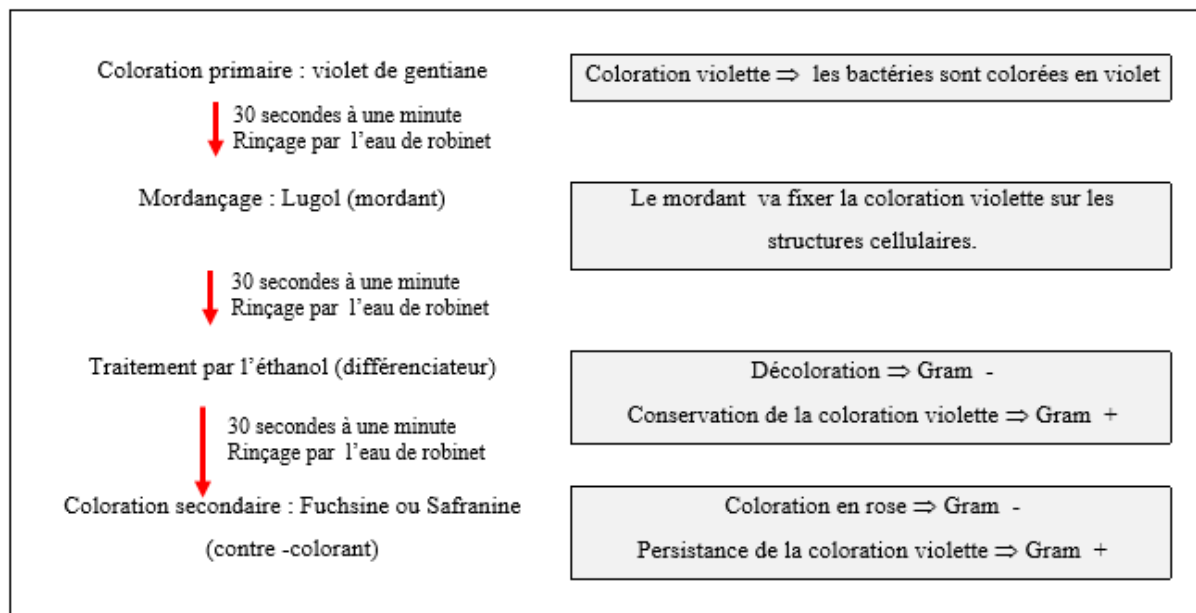 Coloration primaire : violet de gentiane
Coloration violette ⇒ les bactéries sont colorées en violet
30 secondes à une minute
Rinçage par l’eau de robinet
Mordançage : Lugol (mordant)
Le mordant va fixer la coloration violette sur les
structures cellulaires.
30 secondes à une minute
Rinçage par l’eau de robinet
Traitement par l’éthanol (différenciateur)
Décoloration ⇒ Gram -
Conservation de la coloration violette ⇒ Gram +
30 secondes à une minute
Rinçage par l’eau de robinet
Coloration secondaire : Fuchsine ou Safranine
(contre -colorant)
Coloration en rose ⇒ Gram -
Persistance de la coloration violette ⇒ Gram +